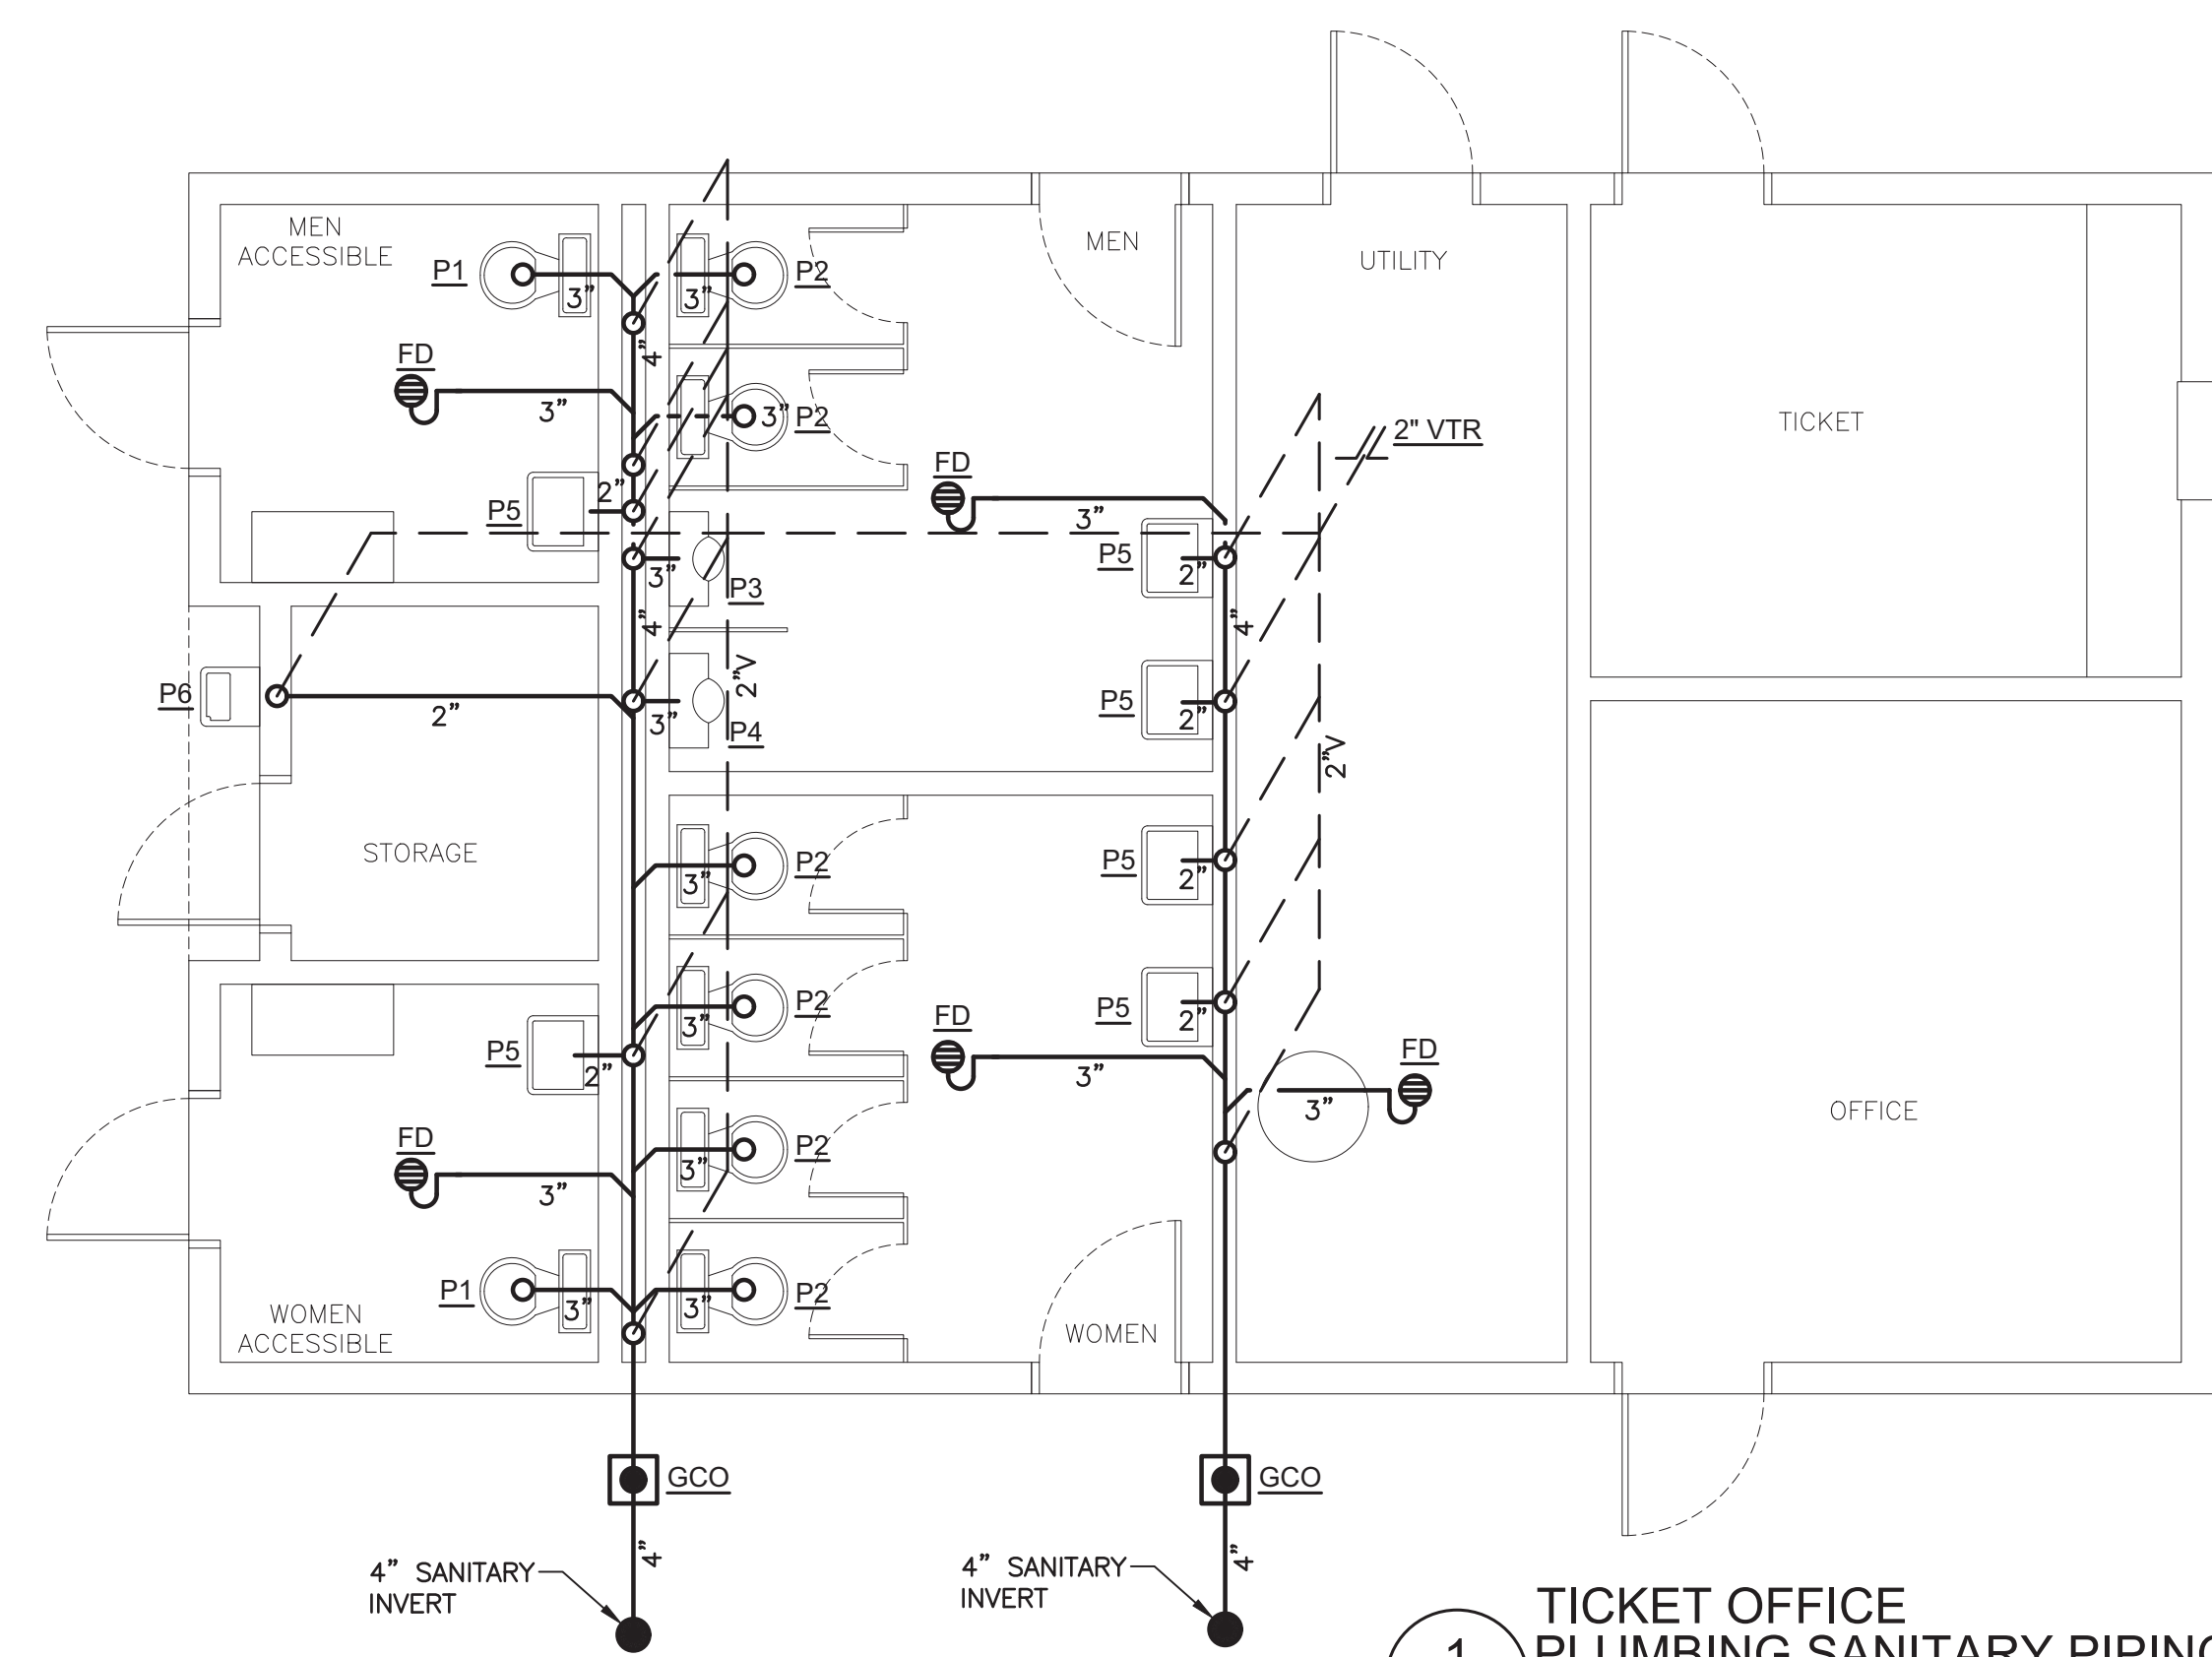 MEN
ACCESSIBLE
P1
3”
3”
P2
MEN
UTILITY
4”
FD
3”
3”
P2
TICKET
2" VTR
FD
2”
P5
3”
P5
2”
3”
P3
4”
4”
P6
2”
2”V
3”
P4
P5
2”
2”V
STORAGE
3”
P2
P5
2”
3”
P2
P5
2”
P5
2”
FD
3”
FD
3”
OFFICE
FD
3”
3”
P2
P1
3”
3”
P2
WOMEN
ACCESSIBLE
WOMEN
GCO
GCO
4”
4”
4” SANITARY
INVERT
4” SANITARY
INVERT
1
TICKET OFFICE
PLUMBING SANITARY PIPING